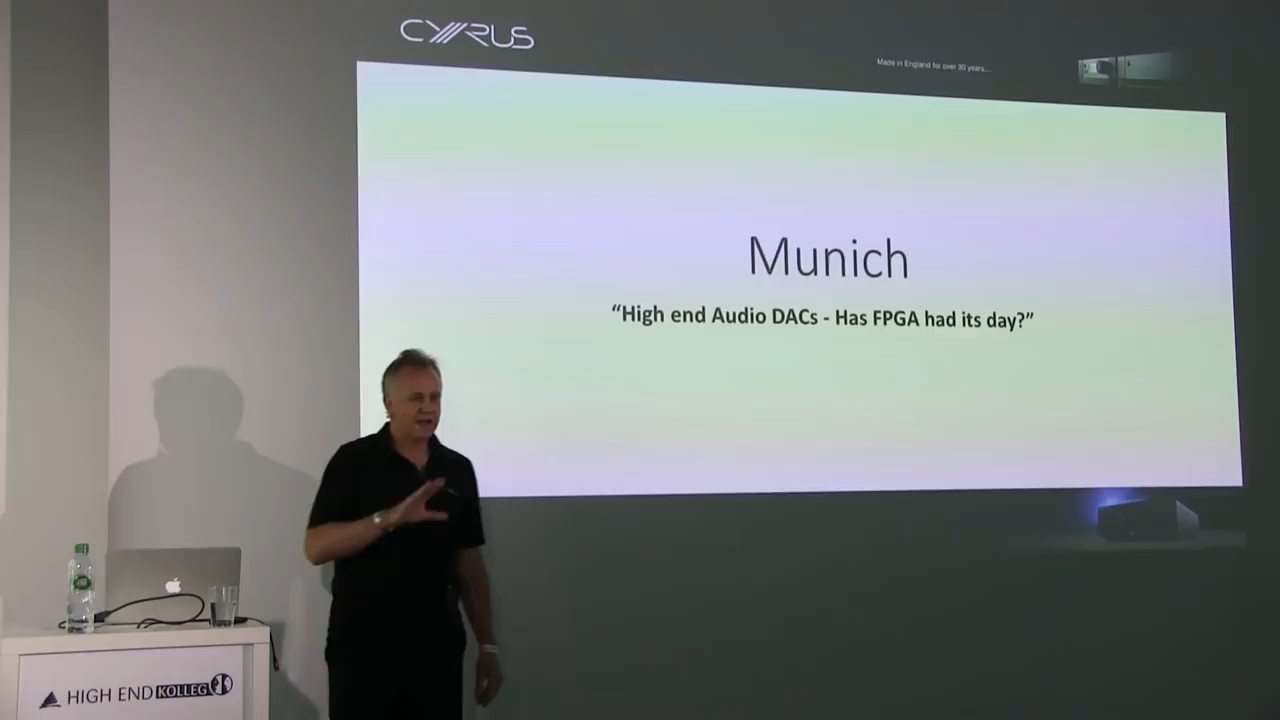 CYRUS
Made in England for over 30 years...
Munich
“High end Audio DACs - Has FPGA had its day?”
HIGH END KOLLEG